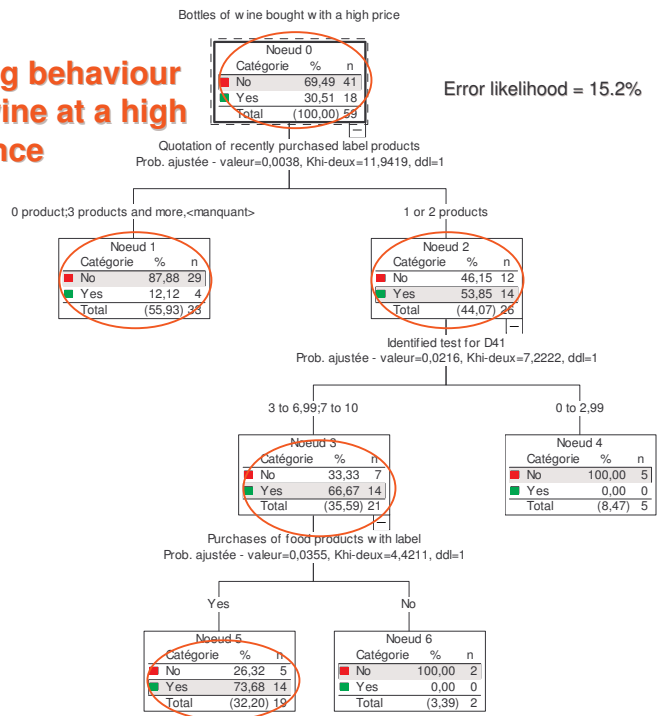 Bottles of wine bought with a high price
g behaviour
ine at a high
nce
Error likelihood = 15.2%
Noeud 0
Catégorie % n
No 69,49 41
Yes 30,51 18
Total (100,00) 59
Quotation of recently purchased label products
Prob. ajustée - valeur=0,0038, Khi-deux=11,9419, ddl=1
0 product;3 products and more,<manquant>
1 or 2 products
Noeud 1
Catégorie % n
No 87,88 29
Yes 12,12 4
Total (55,93) 33
Noeud 2
Catégorie % n
No 46,15 12
Yes 53,85 14
Total (44,07) 26
Identified test for D41
Prob. ajustée - valeur=0,0216, Khi-deux=7,2222, ddl=1
3 to 6,99;7 to 10
0 to 2,99
Noeud 3
Catégorie % n
No 33,33 7
Yes 66,67 14
Total (35,59) 21
Noeud 4
Catégorie % n
No 100,00 5
Yes 0,00 0
Total (8,47) 5
Purchases of food products with label
Prob. ajustée - valeur=0,0355, Khi-deux=4,4211, ddl=1
Yes
No
Noeud 5
Catégorie % n
No 26,32 5
Yes 73,68 14
Total (32,20) 19
Noeud 6
Catégorie % n
No 100,00 2
Yes 0,00 0
Total (3,39) 2